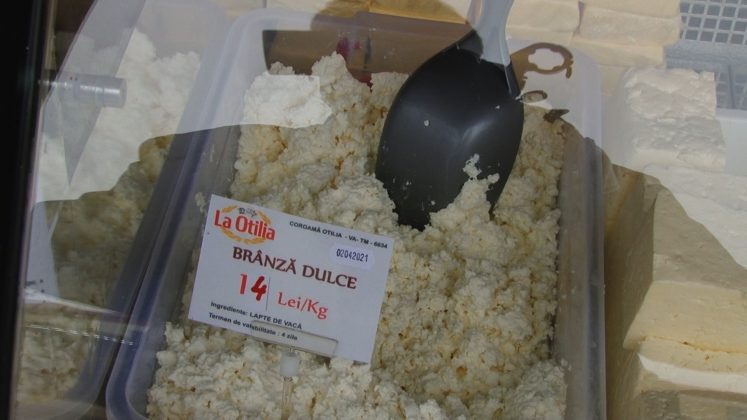 La Otilia
COROAMĂ OTILIA - VA- TM - 6634
02042021
BRÂNZĂ DULCE
14 Lei/Kg
Ingrediente: LAPTE DE VACĂ
Termen de valabilitate : 4 zile